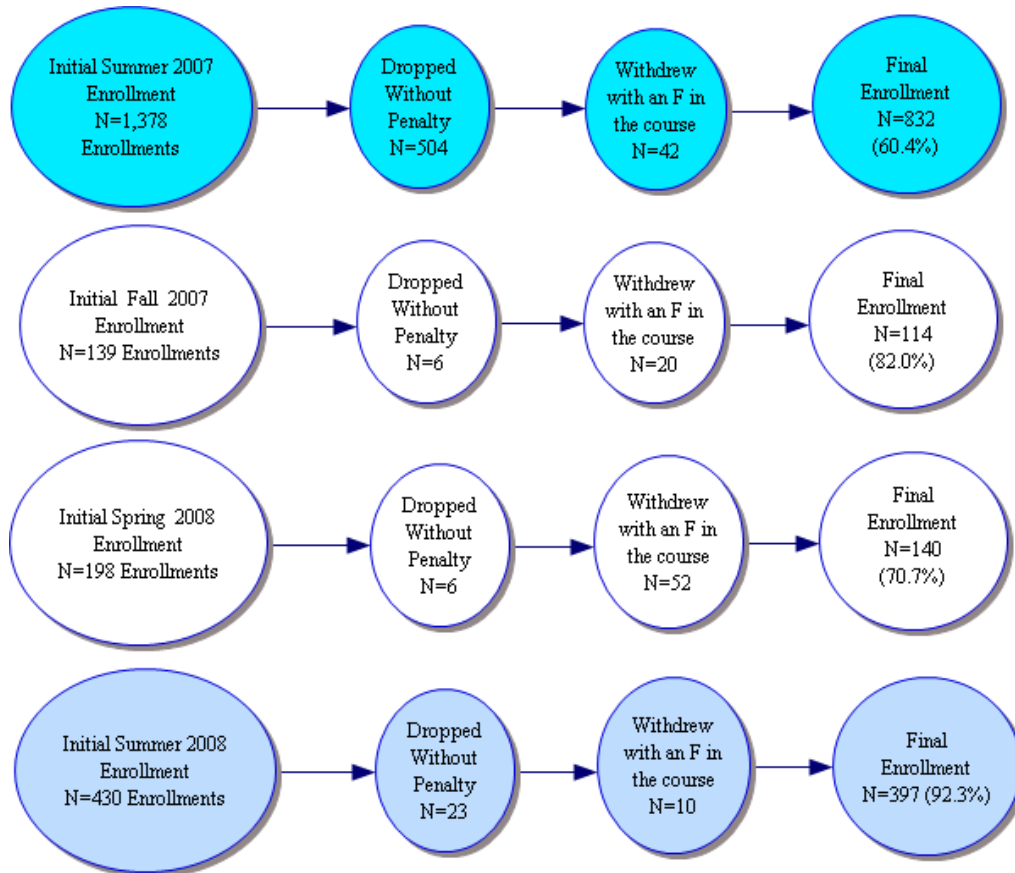 Initial Summer 2007
Enrollment
N=1,378
Enrollments
Dropped
Without
Penalty
N=504
Withdrew
with an F in
the course
N=42
Final
Enrollment
N=832
(60.4%)
Initial Fall 2007
Enrollment
N=139 Enrollments
Dropped
Without
Penalty
N=6
Withdrew
with an F in
the course
N=20
Final
Enrollment
N=114
(82.0%)
Initial Spring 2008
Enrollment
N=198 Enrollments
Dropped
Without
Penalty
N=6
Withdrew
with an F in
the course
N=52
Final
Enrollment
N=140
(70.7%)
Initial Summer 2008
Enrollment
N=430 Enrollments
Dropped
Without
Penalty
N=23
Withdrew
with an F in
the course
N=10
Final
Enrollment
N=397 (92.3%)